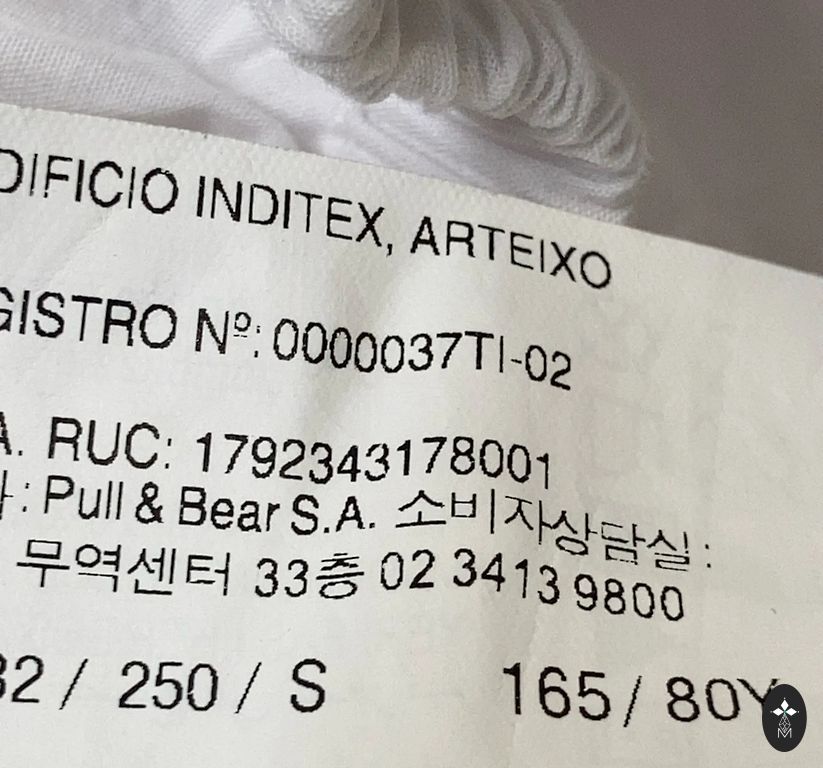 DIFICIO INDITEX, ARTEIXO
GISTRO Nº: 0000037TI-02
A. RUC: 1792343178001
: Pull & Bear S.A. 소비자상담실 :
무역센터 33층 02 3413 9800
32 / 250 / S 165 / 80Y
M